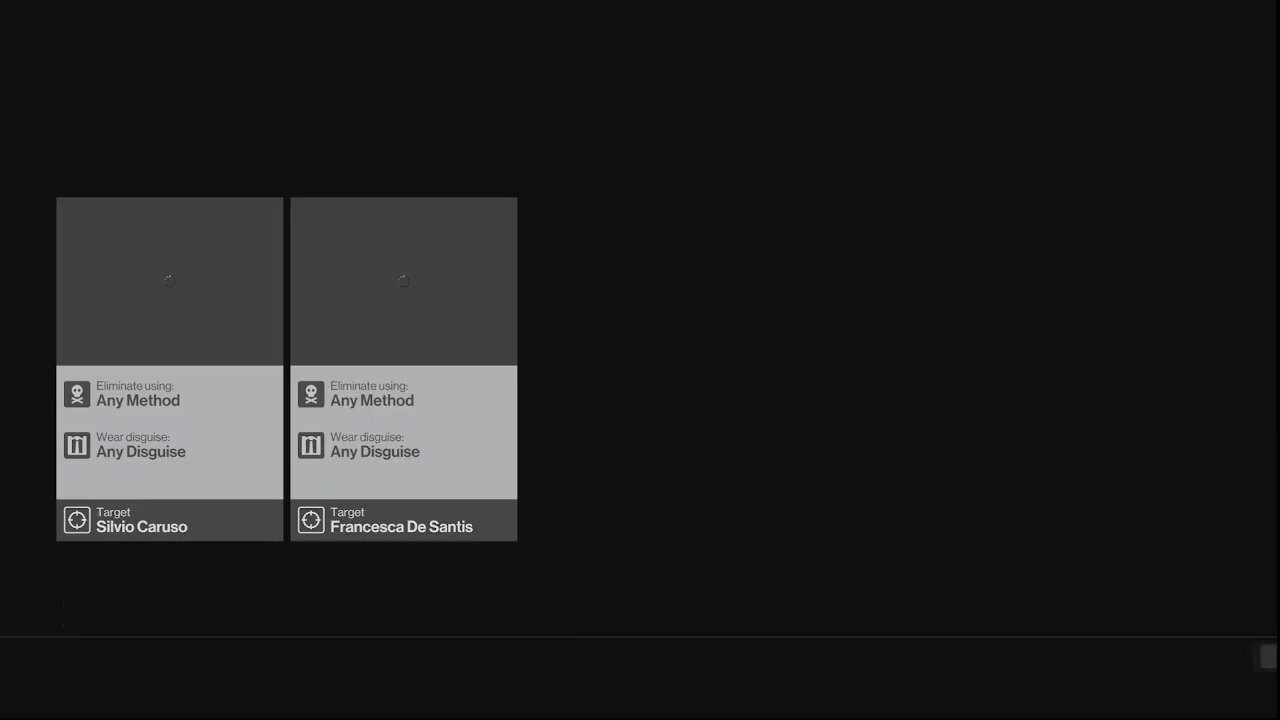 Eliminate using:
Any Method
Wear disguise:
Any Disguise
Target
Silvio Caruso
Eliminate using:
Any Method
Wear disguise:
Any Disguise
Target
Francesca De Santis